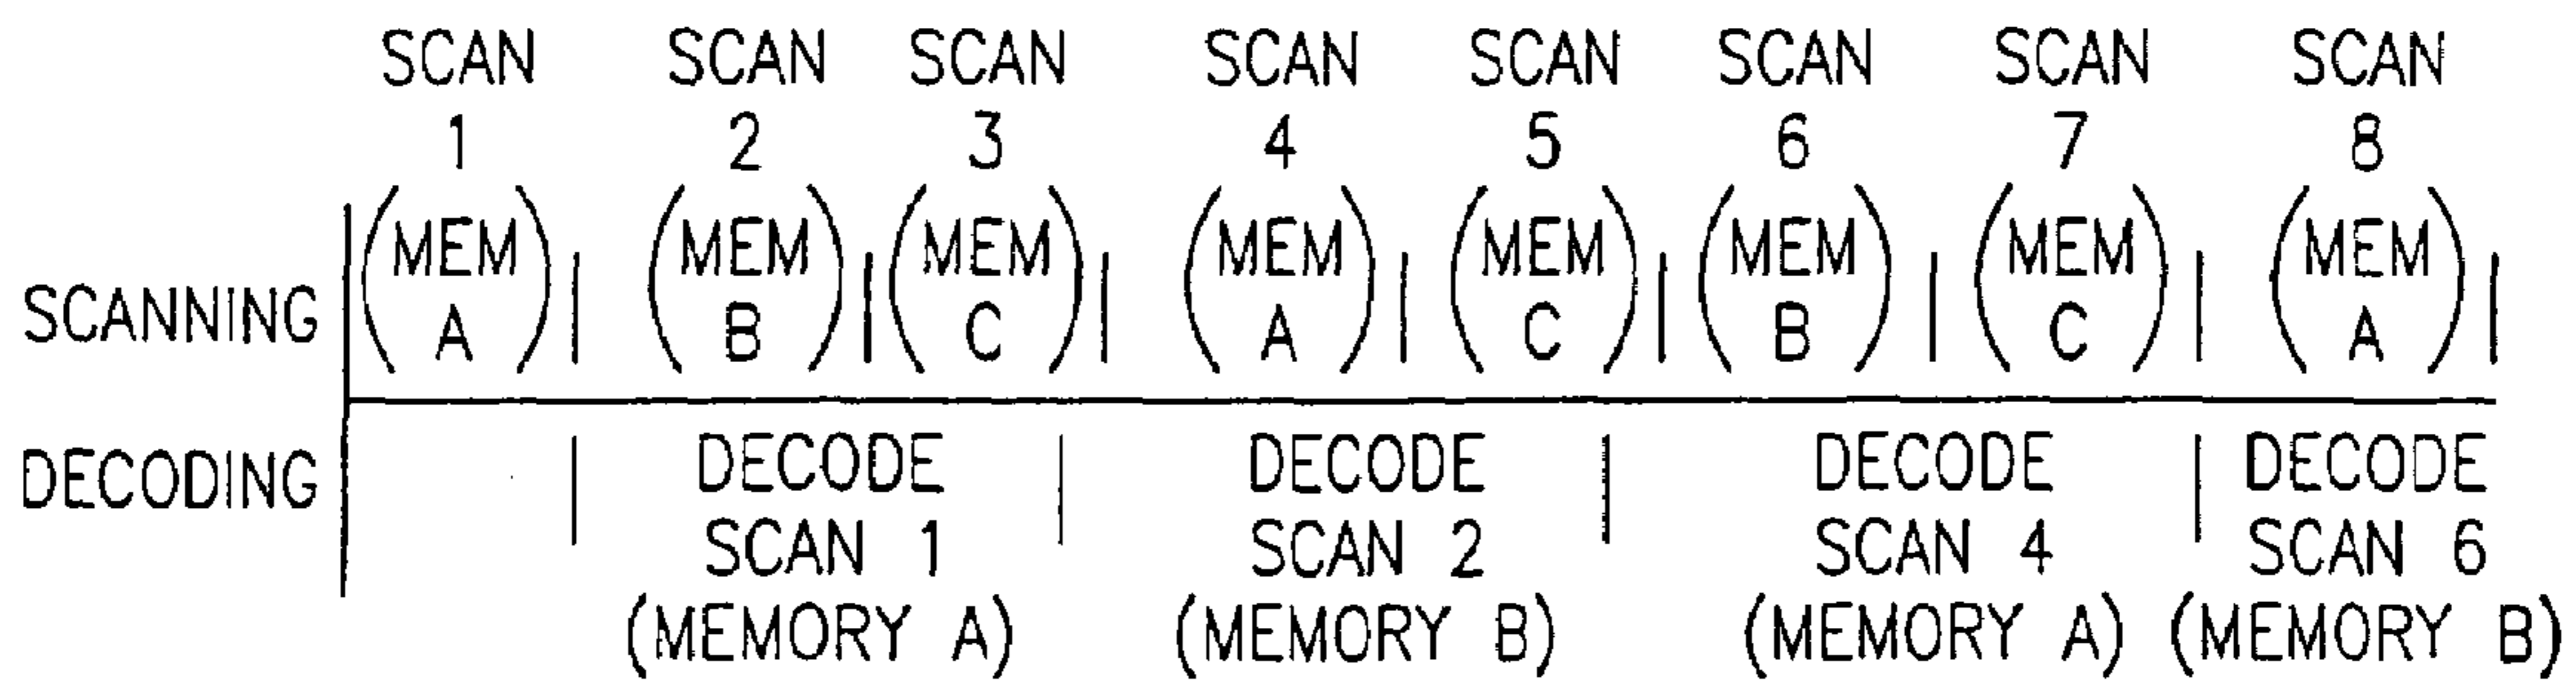 SCAN SCAN SCAN SCAN SCAN SCAN SCAN SCAN
1 2 3 4 5 6 7 8
(MEM (MEM (MEM (MEM (MEM (MEM (MEM (MEM
SCANNING A) B) C) A) C) B) C) A)
DECODING DECODE DECODE DECODE DECODE
SCAN 1 SCAN 2 SCAN 4 SCAN 6
(MEMORY A) (MEMORY B) (MEMORY A) (MEMORY B)